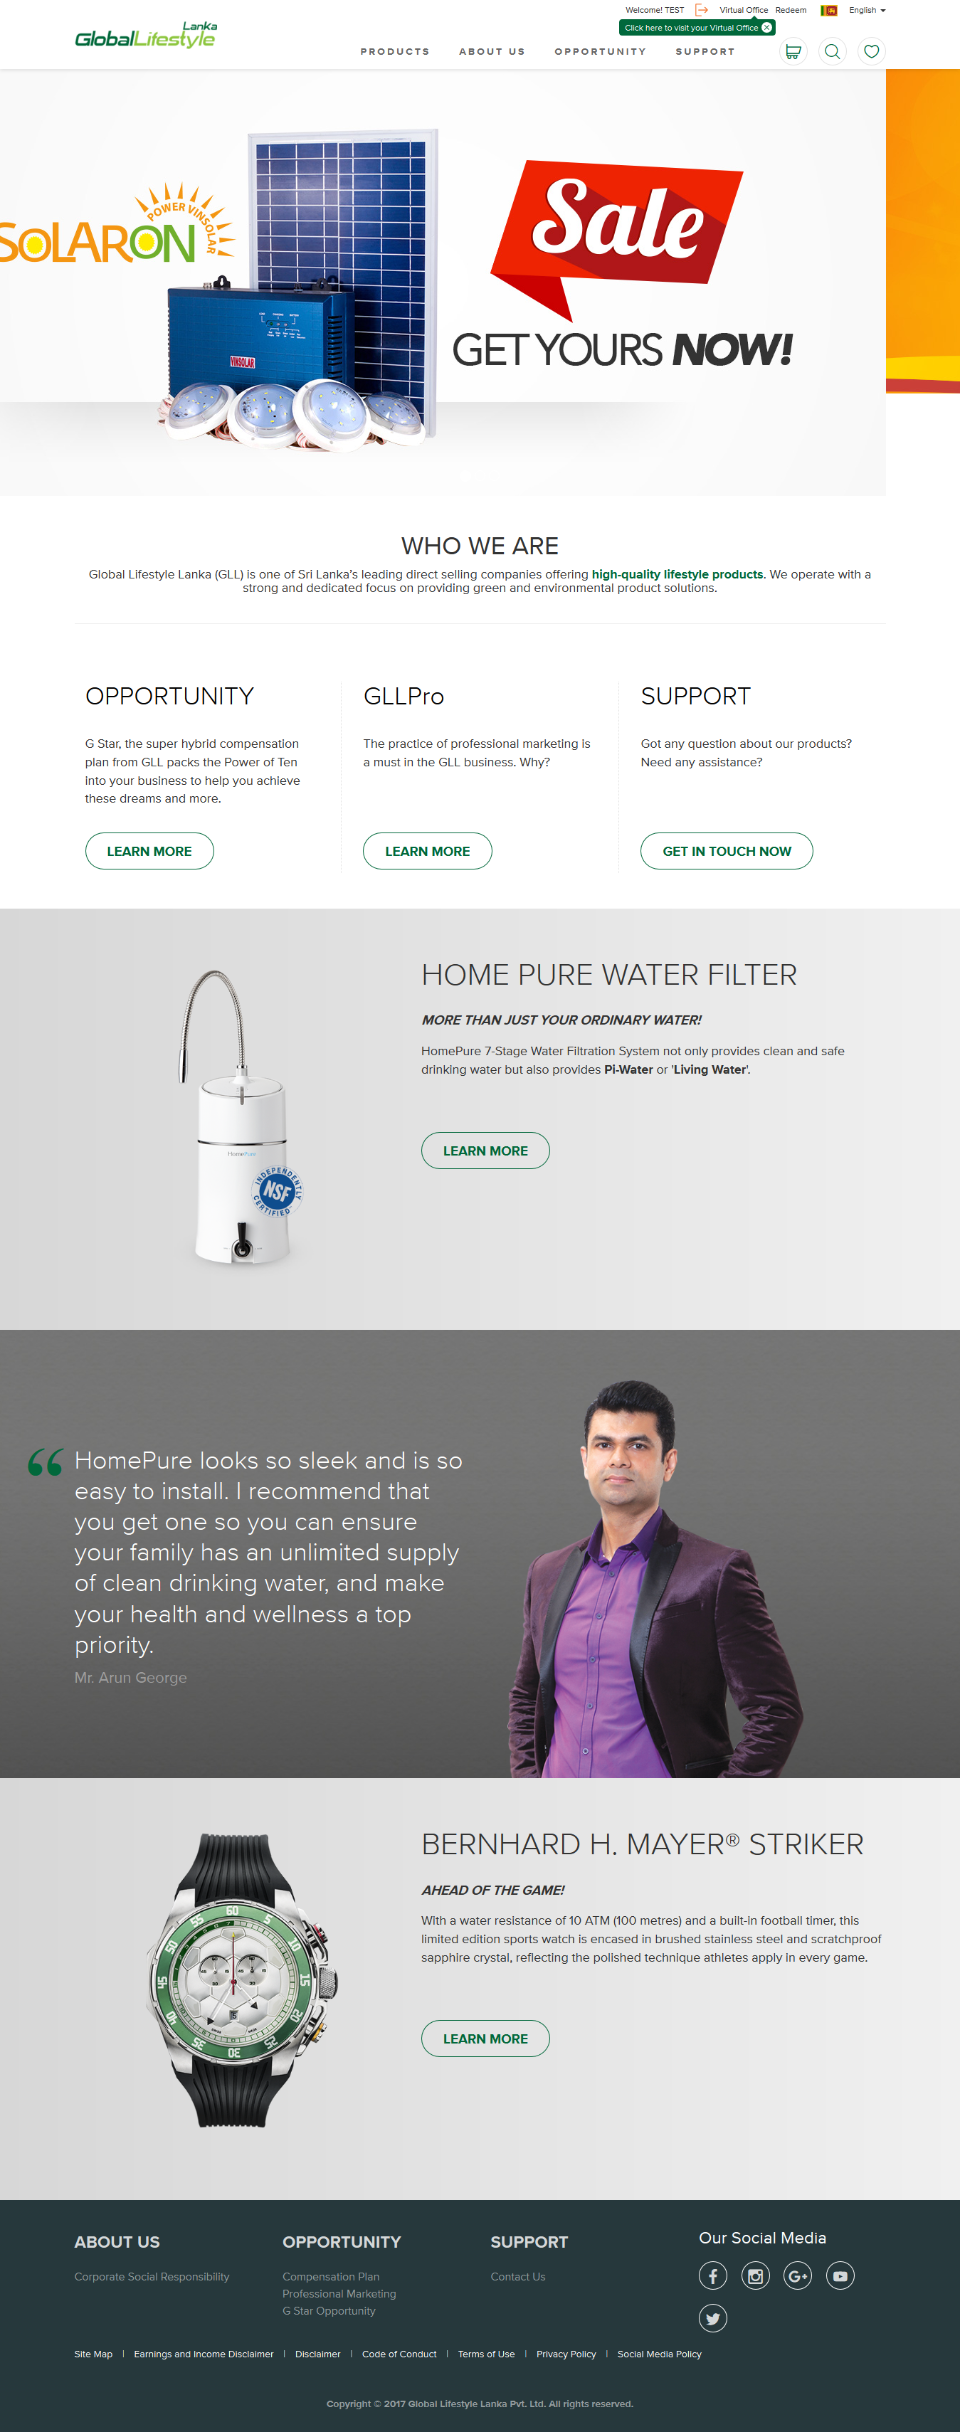 Welcome! TEST Virtual Office Redeem English
Click here to visit your Virtual Office
GlobalLifestyle Lanka
PRODUCTS ABOUT US OPPORTUNITY SUPPORT
SOLARON
POWER VINSOLAR
VINSOLAR
Sale
GET YOURS NOW!
WHO WE ARE
Global Lifestyle Lanka (GLL) is one of Sri Lanka's leading direct selling companies offering high-quality lifestyle products. We operate with a
strong and dedicated focus on providing green and environmental product solutions.
OPPORTUNITY
G Star, the super hybrid compensation
plan from GLL packs the Power of Ten
into your business to help you achieve
these dreams and more.
LEARN MORE
GLLPro
The practice of professional marketing is
a must in the GLL business. Why?
LEARN MORE
SUPPORT
Got any question about our products?
Need any assistance?
GET IN TOUCH NOW
HomePure
INDEPENDENTLY
NSF
CERTIFIED
HOME PURE WATER FILTER
MORE THAN JUST YOUR ORDINARY WATER!
HomePure 7-Stage Water Filtration System not only provides clean and safe
drinking water but also provides Pi-Water or 'Living Water'.
LEARN MORE
“ HomePure looks so sleek and is so
easy to install. I recommend that
you get one so you can ensure
your family has an unlimited supply
of clean drinking water, and make
your health and wellness a top
priority.
Mr. Arun George
60 5 10 15 20 25 30 35 40 45 50 55
BERNHARD H. MAYER® STRIKER
AHEAD OF THE GAME!
With a water resistance of 10 ATM (100 metres) and a built-in football timer, this
limited edition sports watch is encased in brushed stainless steel and scratchproof
sapphire crystal, reflecting the polished technique athletes apply in every game.
LEARN MORE
ABOUT US
Corporate Social Responsibility
OPPORTUNITY
Compensation Plan
Professional Marketing
G Star Opportunity
SUPPORT
Contact Us
Our Social Media
Site Map | Earnings and Income Disclaimer | Disclaimer | Code of Conduct | Terms of Use | Privacy Policy | Social Media Policy
Copyright © 2017 Global Lifestyle Lanka Pvt. Ltd. All rights reserved.